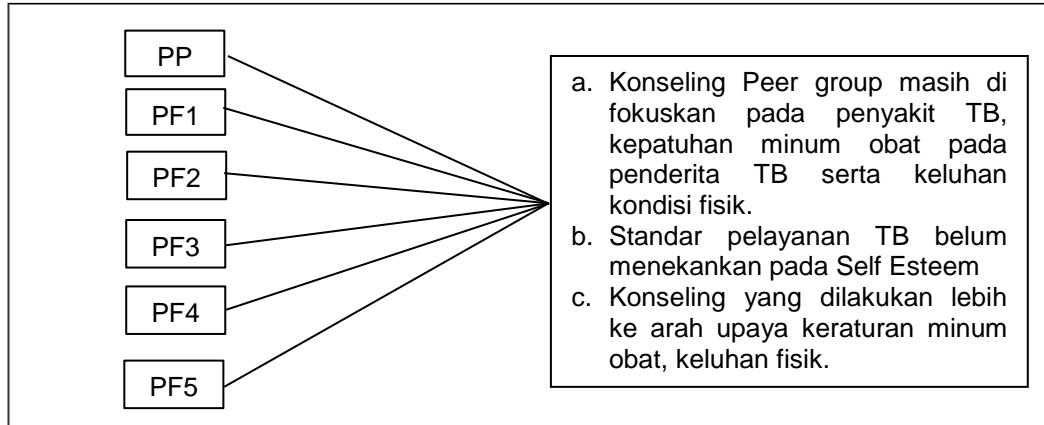 PP
PF1
PF2
PF3
PF4
PF5
a. Konseling Peer group masih di
fokuskan pada penyakit TB,
kepatuhan minum obat pada
penderita TB serta keluhan
kondisi fisik.
b. Standar pelayanan TB belum
menekankan pada Self Esteem
c. Konseling yang dilakukan lebih
ke arah upaya keraturan minum
obat, keluhan fisik.